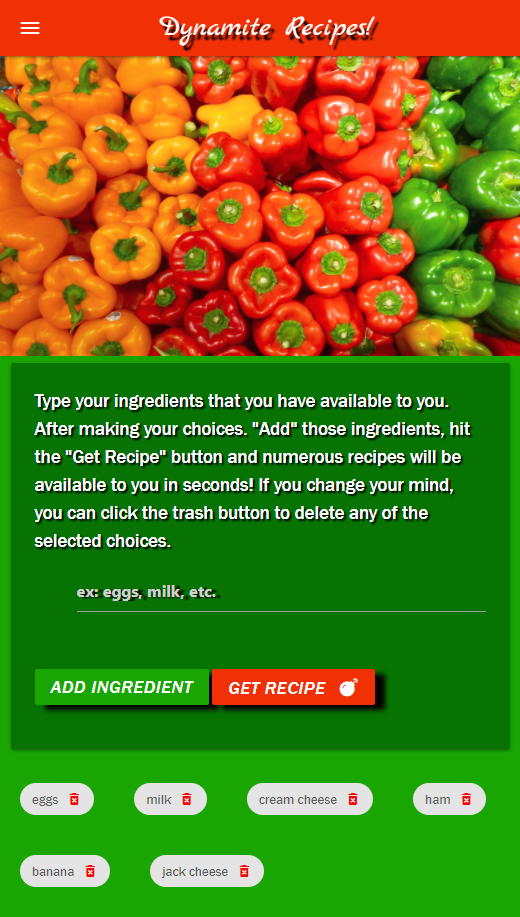 Dynamite Recipes!
Type your ingredients that you have available to you.
After making your choices. "Add" those ingredients, hit
the "Get Recipe" button and numerous recipes will be
available to you in seconds! If you change your mind,
you can click the trash button to delete any of the
selected choices.
ex: eggs, milk, etc.
ADD INGREDIENT GET RECIPE
eggs milk cream cheese ham
banana jack cheese